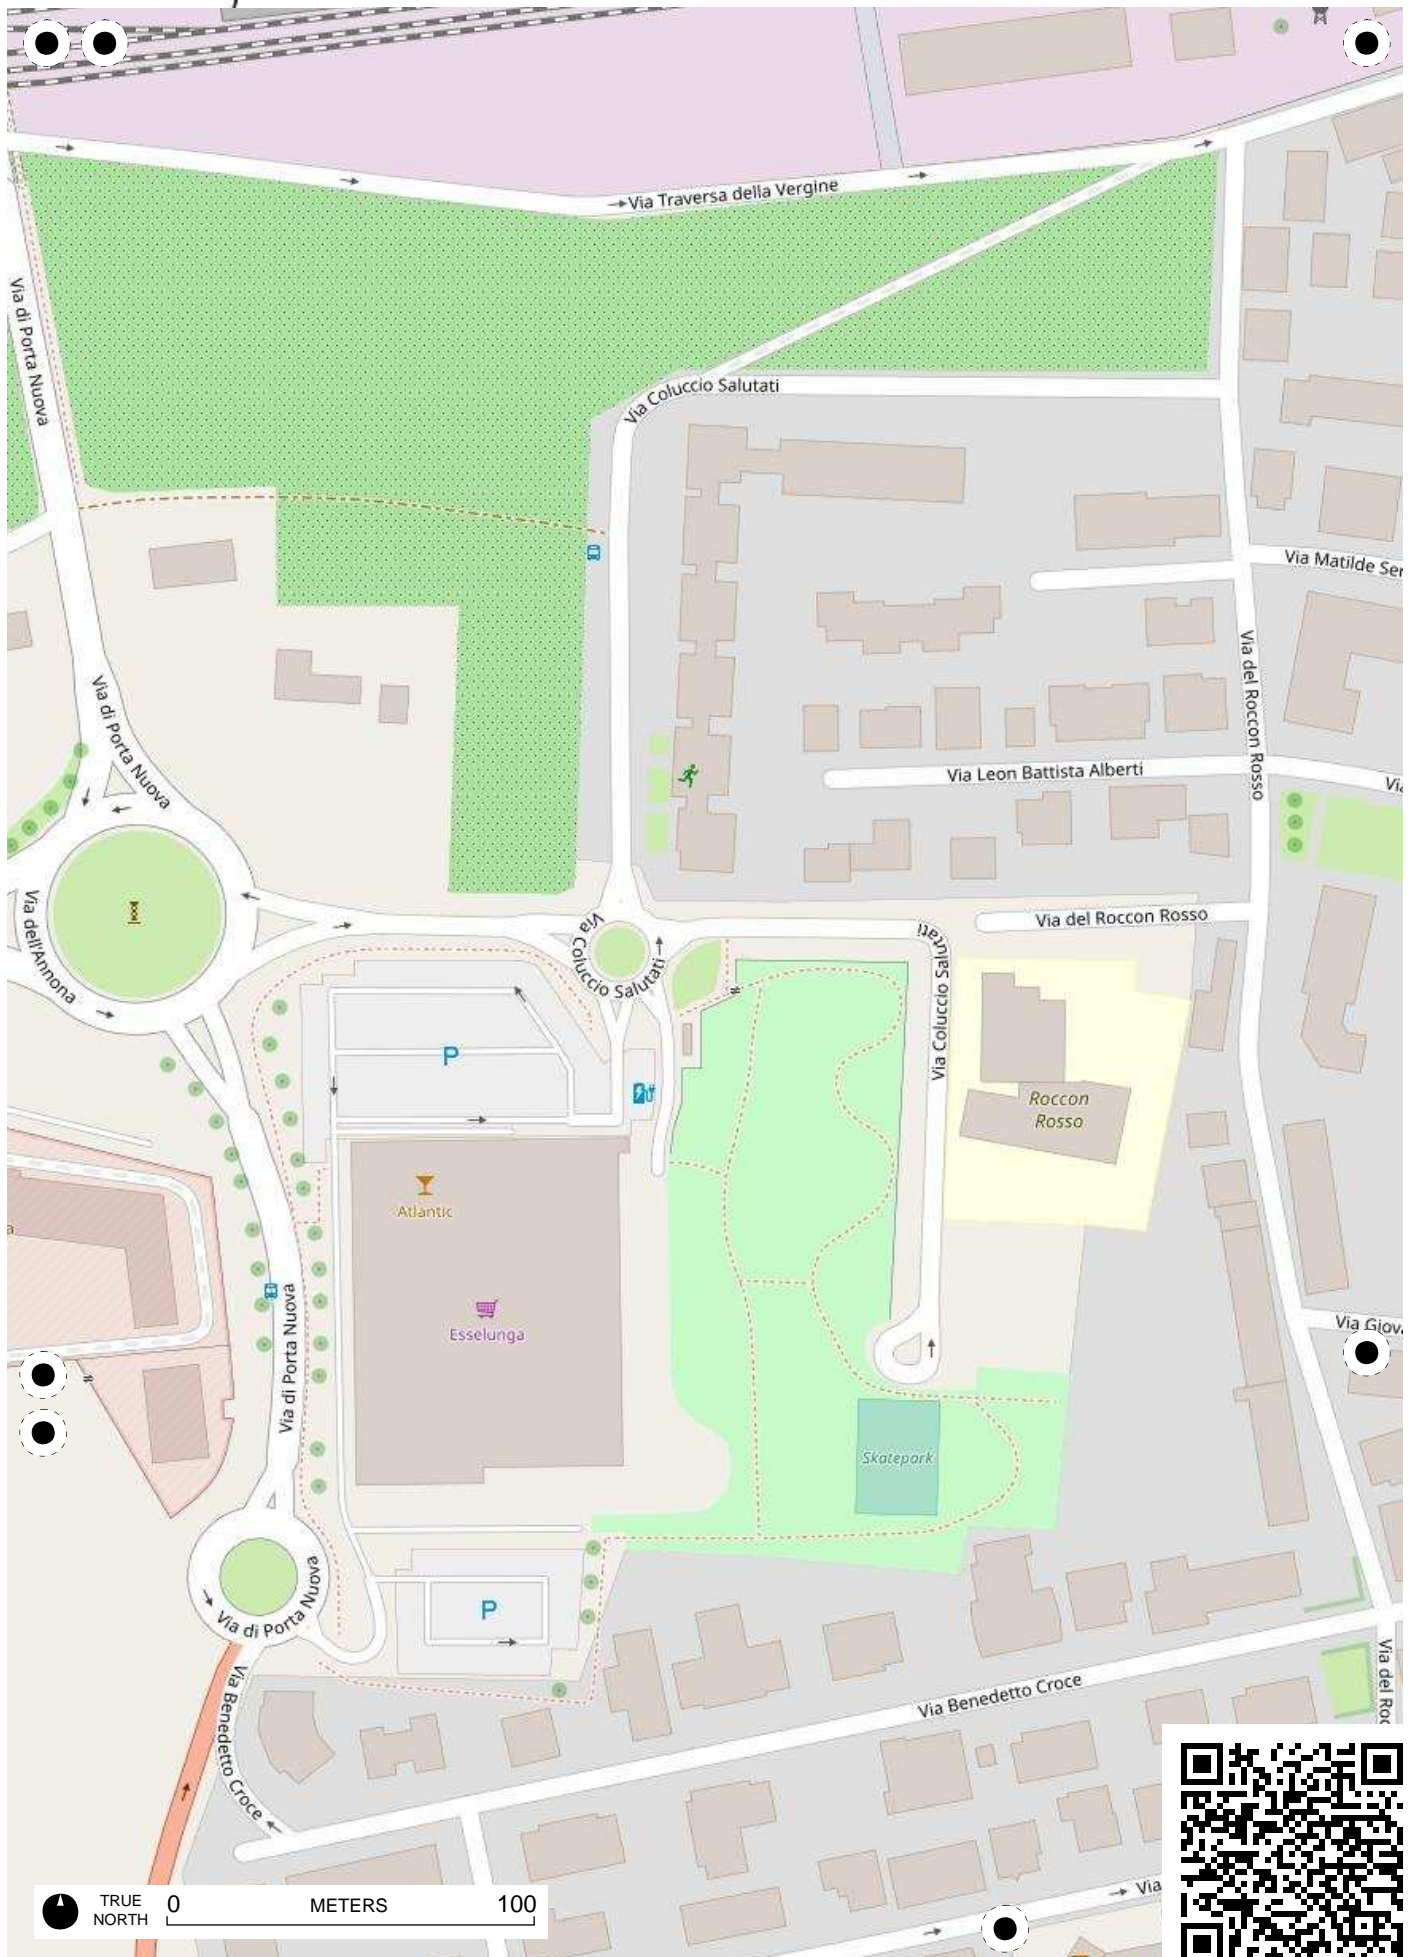 Via Traversa della Vergine
Via di Porta Nuova
Via Coluccio Salutati
Via Matilde Ser
Via di Porta Nuova
Via del Roccon Rosso
Via Leon Battista Alberti
Via
Via dell'Annona
Via Coluccio Salutati
Via del Roccon Rosso
Via Coluccio Salutati
P
Roccon
Rosso
Atlantic
a
Esselunga
Via di Porta Nuova
Via Giova
Skatepark
Via di Porta Nuova
P
Via Benedetto Croce
Via del Roc
Via Benedetto Croce
Via
TRUE
NORTH
0 METERS 100